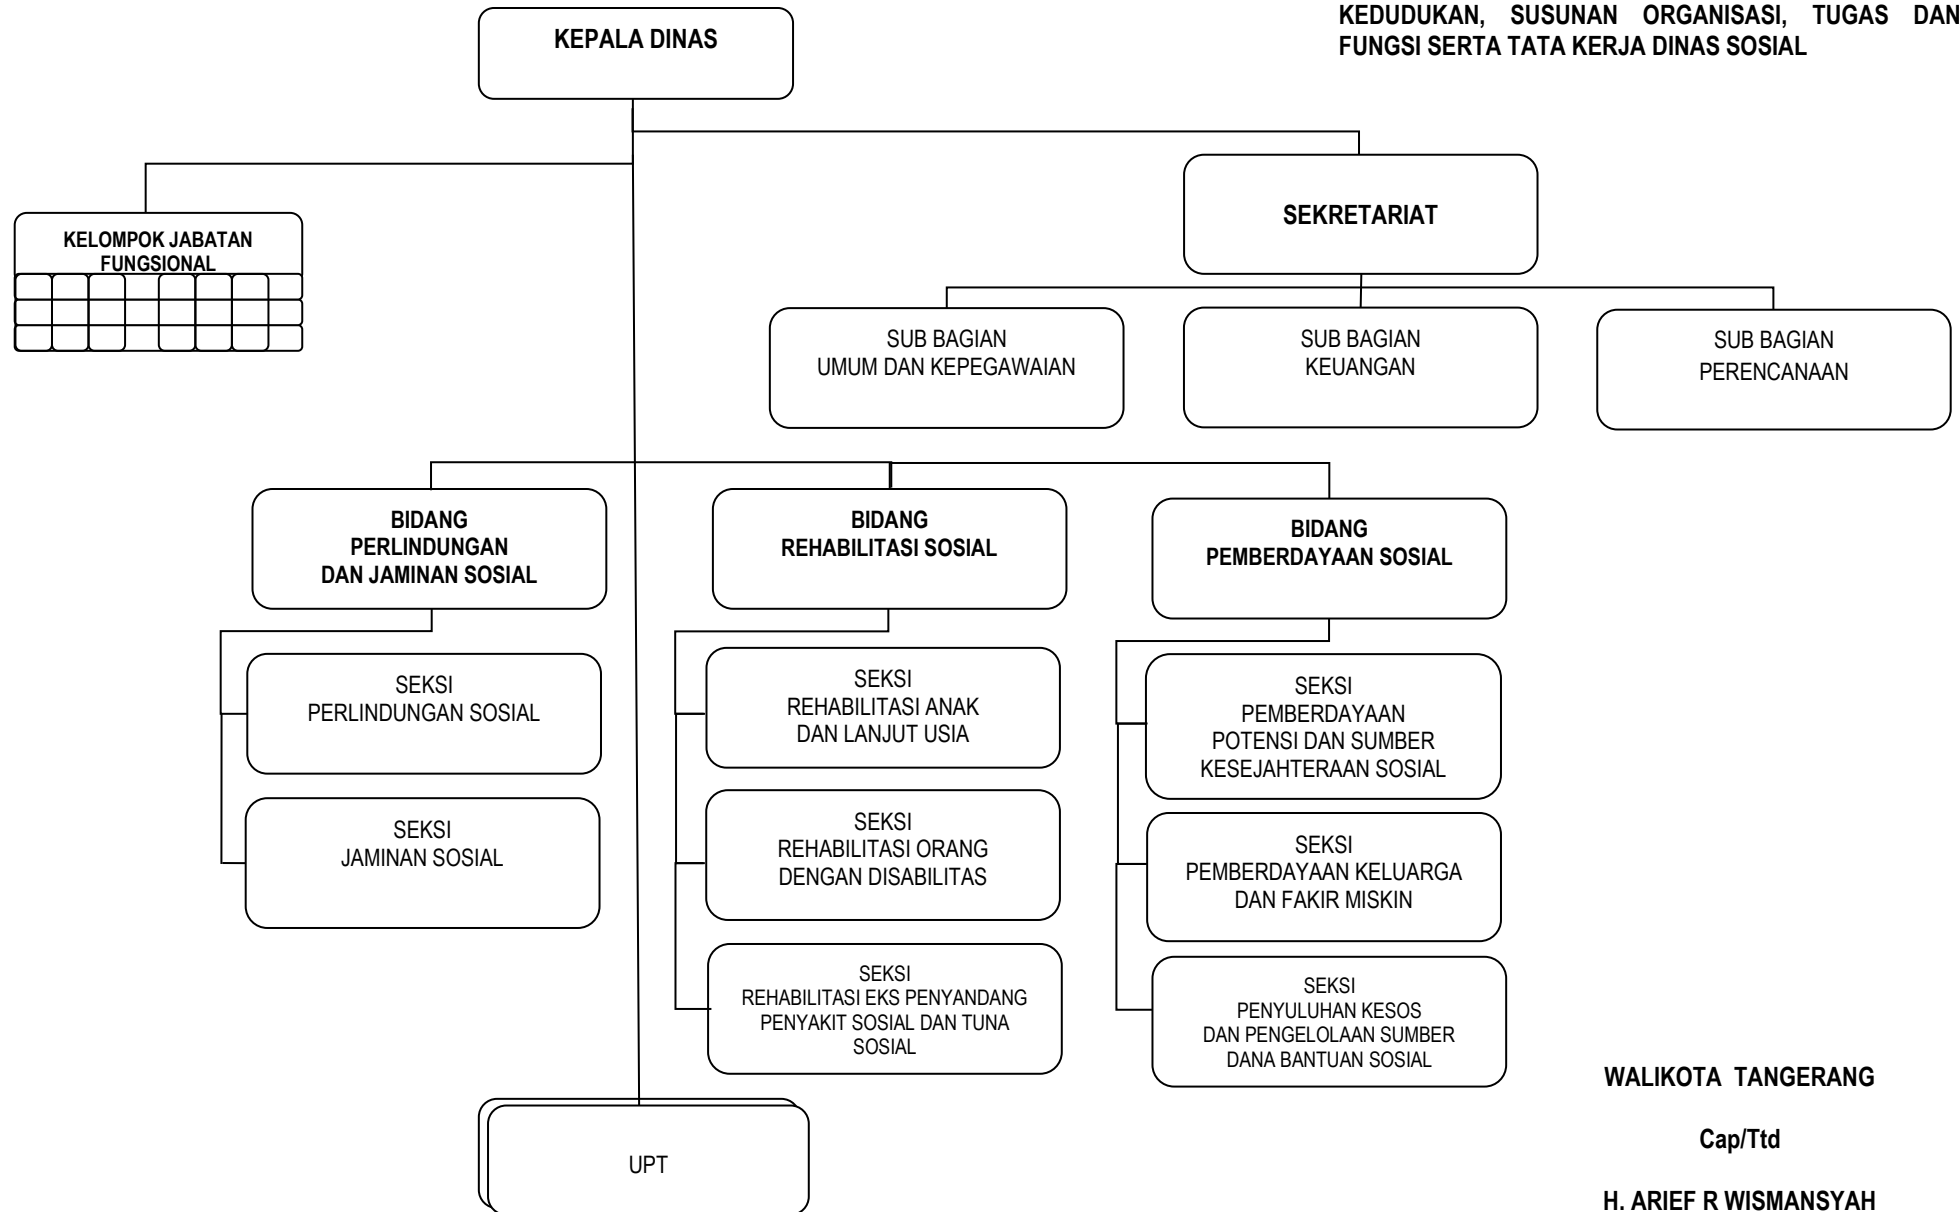 KEDUDUKAN, SUSUNAN ORGANISASI, TUGAS DAN
FUNGSI SERTA TATA KERJA DINAS SOSIAL
KEPALA DINAS
KELOMPOK JABATAN
FUNGSIONAL
SEKRETARIAT
SUB BAGIAN
UMUM DAN KEPEGAWAIAN
SUB BAGIAN
KEUANGAN
SUB BAGIAN
PERENCANAAN
BIDANG
PERLINDUNGAN
DAN JAMINAN SOSIAL
BIDANG
REHABILITASI SOSIAL
BIDANG
PEMBERDAYAAN SOSIAL
SEKSI
PERLINDUNGAN SOSIAL
SEKSI
JAMINAN SOSIAL
SEKSI
REHABILITASI ANAK
DAN LANJUT USIA
SEKSI
REHABILITASI ORANG
DENGAN DISABILITAS
SEKSI
REHABILITASI EKS PENYANDANG
PENYAKIT SOSIAL DAN TUNA
SOSIAL
SEKSI
PEMBERDAYAAN
POTENSI DAN SUMBER
KESEJAHTERAAN SOSIAL
SEKSI
PEMBERDAYAAN KELUARGA
DAN FAKIR MISKIN
SEKSI
PENYULUHAN KESOS
DAN PENGELOLAAN SUMBER
DANA BANTUAN SOSIAL
UPT
WALIKOTA TANGERANG
Cap/Ttd
H. ARIEF R WISMANSYAH